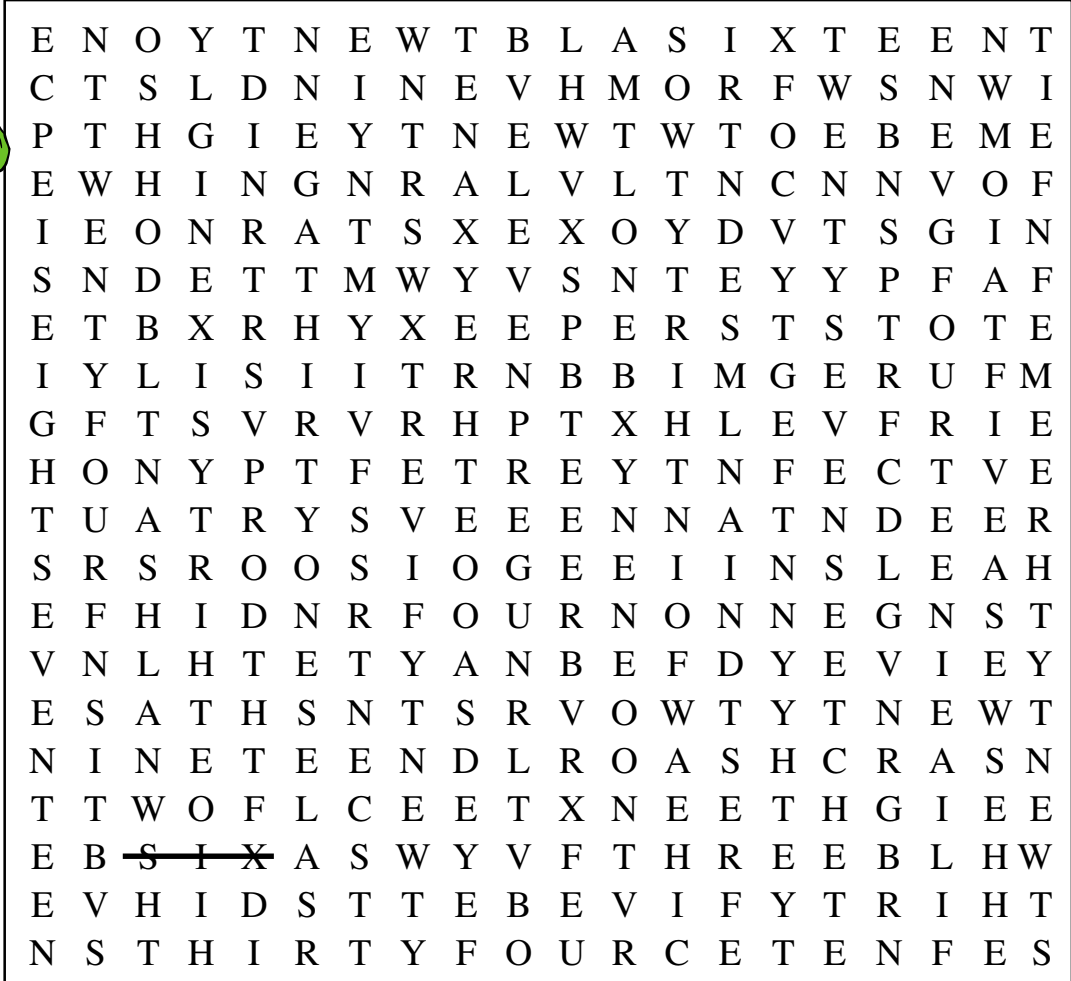 E N O Y T N E W T B L A S I X T E E N T
C T S L D N I N E V H M O R F W S N W I
P T H G I E Y T N E W T W T O E B E M E
E W H I N G N R A L V L T N C N N V O F
I E O N R A T S X E X O Y D V T S G I N
S N D E T T M W Y V S N T E Y Y P F A F
E T B X R H Y X E E P E R S T S T O T E
I Y L I S I I T R N B B I M G E R U F M
G F T S V R V R H P T X H L E V F R I E
H O N Y P T F E T R E Y T N F E C T V E
T U A T R Y S V E E E N N A T N D E E R
S R S R O O S I O G E E I I N S L E A H
E F H I D N R F O U R N O N N E G N S T
V N L H T E T Y A N B E F D Y E V I E Y
E S A T H S N T S R V O W T Y T N E W T
N I N E T E E N D L R O A S H C R A S N
T T W O F L C E E T X N E E T H G I E E
E B S I X A S W Y V F T H R E E B L H W
E V H I D S T T E B E V I F Y T R I H T
N S T H I R T Y F O U R C E T E N F E S